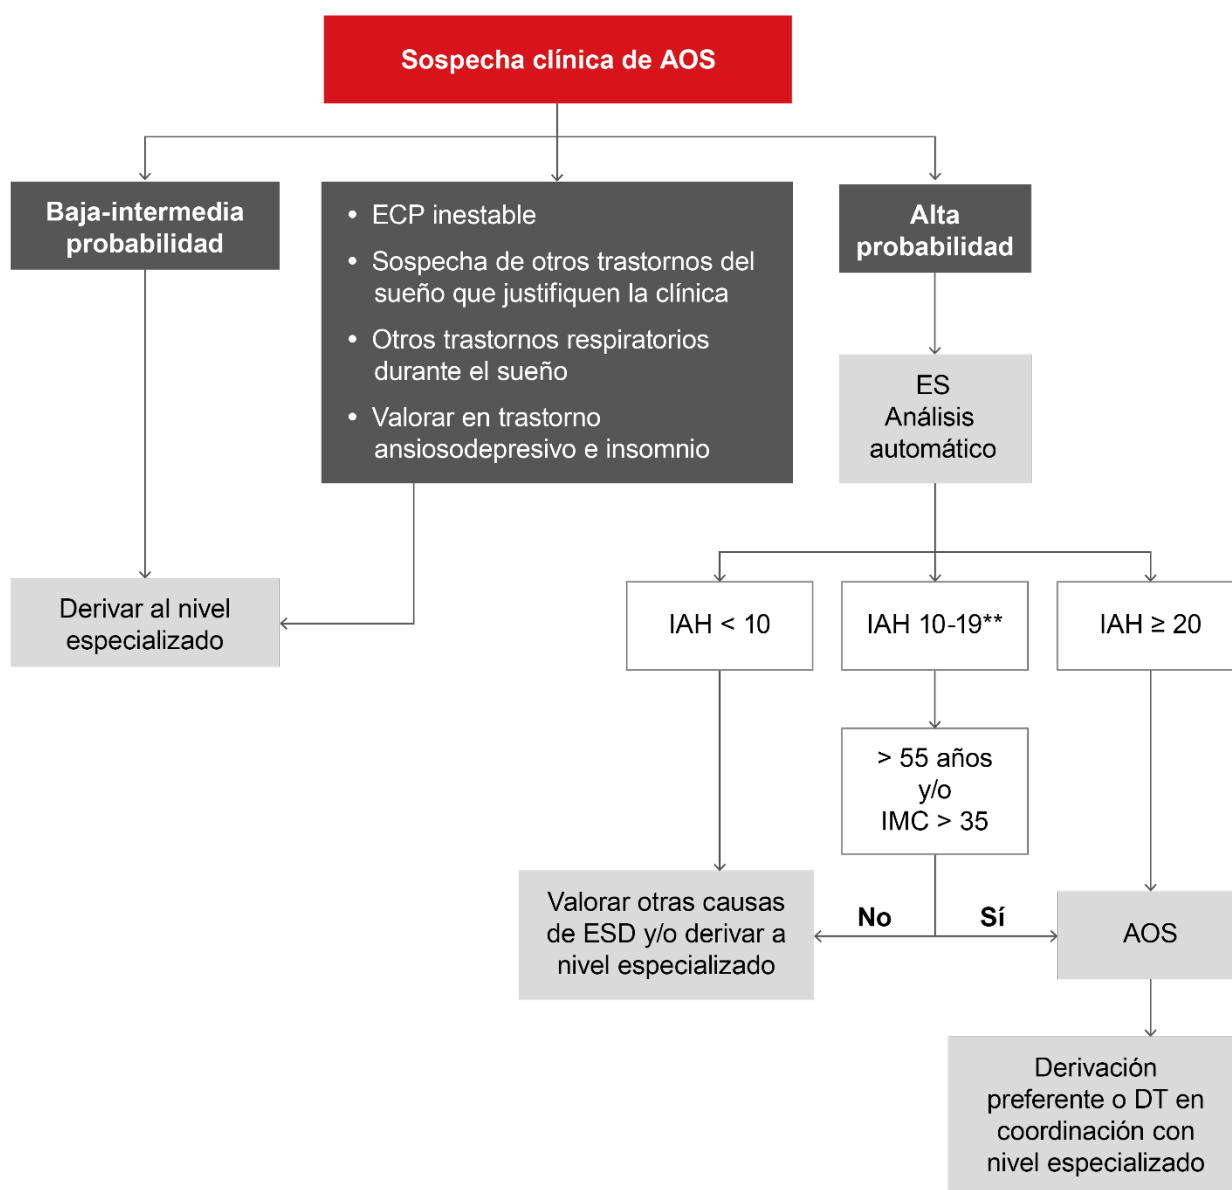 Sospecha clínica de AOS
Baja-intermedia
probabilidad
• ECP inestable
• Sospecha de otros trastornos del
sueño que justifiquen la clínica
• Otros trastornos respiratorios
durante el sueño
• Valorar en trastorno
ansiosodepresivo e insomnio
Alta
probabilidad
ES
Análisis
automático
Derivar al nivel
especializado
IAH < 10
IAH 10-19**
IAH ≥ 20
> 55 años
y/o
IMC > 35
Valorar otras causas
de ESD y/o derivar a
nivel especializado
No
Sí
AOS
Derivación
preferente o DT en
coordinación con
nivel especializado